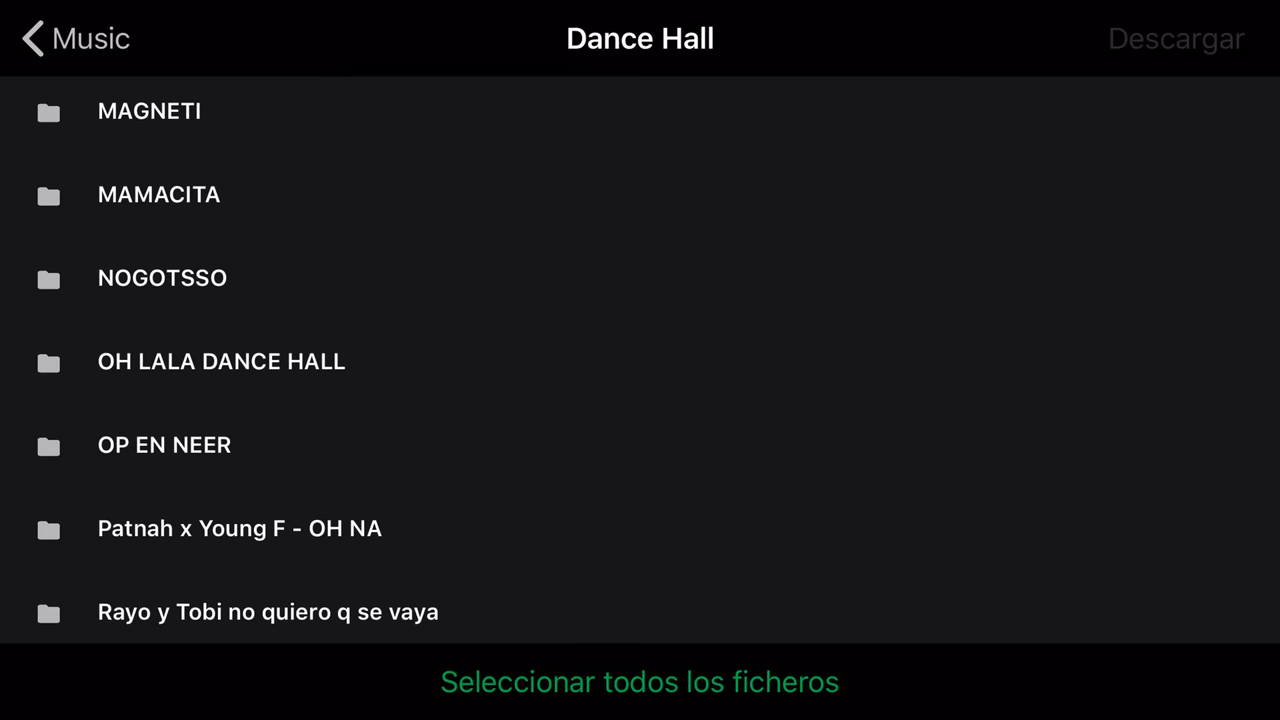 Music
Dance Hall
Descargar
MAGNETI
MAMACITA
NOGOTSSO
OH LALA DANCE HALL
OP EN NEER
Patnah x Young F - OH NA
Rayo y Tobi no quiero q se vaya
Seleccionar todos los ficheros